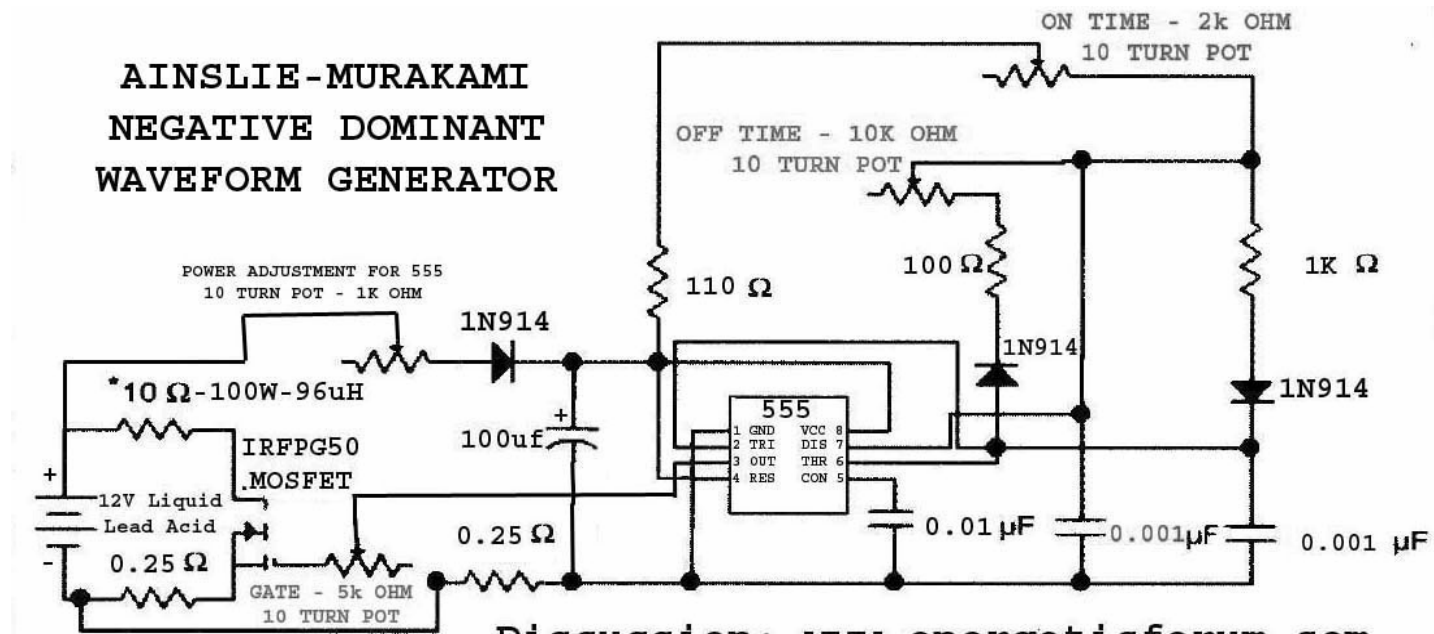 ON TIME - 2k OHM
10 TURN POT
AINSLIE-MURAKAMI
NEGATIVE DOMINANT
WAVEFORM GENERATOR
OFF TIME - 10K OHM
10 TURN POT
POWER ADJUSTMENT FOR 555
10 TURN POT - 1K OHM
110 Ω
100 Ω
1K Ω
1N914
1N914
1N914
*10 Ω-100W-96uH
IRFPG50
.MOSFET
+
100uf
555
1 GND VCC 8
2 TRI DIS 7
3 OUT THR 6
4 RES CON 5
+
12V Liquid
Lead Acid
-
0.25 Ω
0.25 Ω
0.01 µF
0.001µF
0.001 µF
GATE - 5k OHM
10 TURN POT
Discussion: www.energeticforum.com